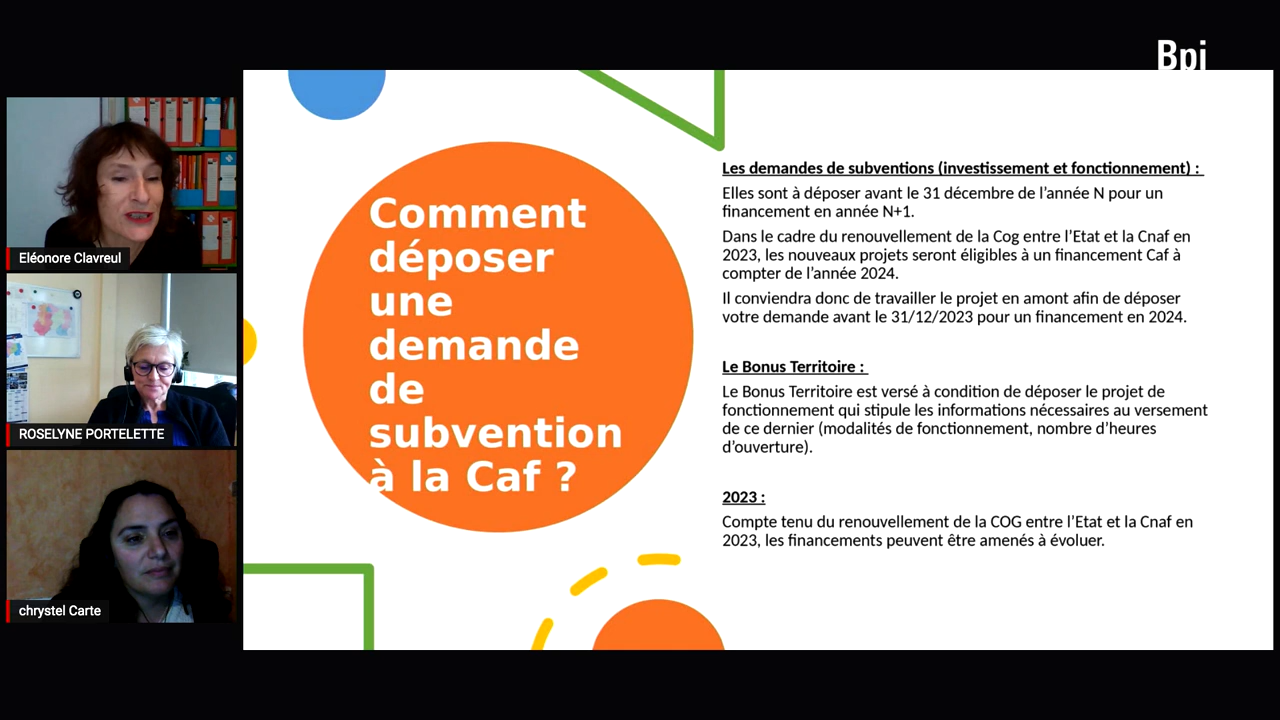 Bpi
Eléonore Clavreul
ROSELYNE PORTELETTE
chrystel Carte
Comment
déposer
une
demande
de
subvention
à la Caf ?
Les demandes de subventions (investissement et fonctionnement) :
Elles sont à déposer avant le 31 décembre de l’année N pour un
financement en année N+1.
Dans le cadre du renouvellement de la Cog entre l’Etat et la Cnaf en
2023, les nouveaux projets seront éligibles à un financement Caf à
compter de l’année 2024.
Il conviendra donc de travailler le projet en amont afin de déposer
votre demande avant le 31/12/2023 pour un financement en 2024.
Le Bonus Territoire :
Le Bonus Territoire est versé à condition de déposer le projet de
fonctionnement qui stipule les informations nécessaires au versement
de ce dernier (modalités de fonctionnement, nombre d’heures
d’ouverture).
2023 :
Compte tenu du renouvellement de la COG entre l’Etat et la Cnaf en
2023, les financements peuvent être amenés à évoluer.